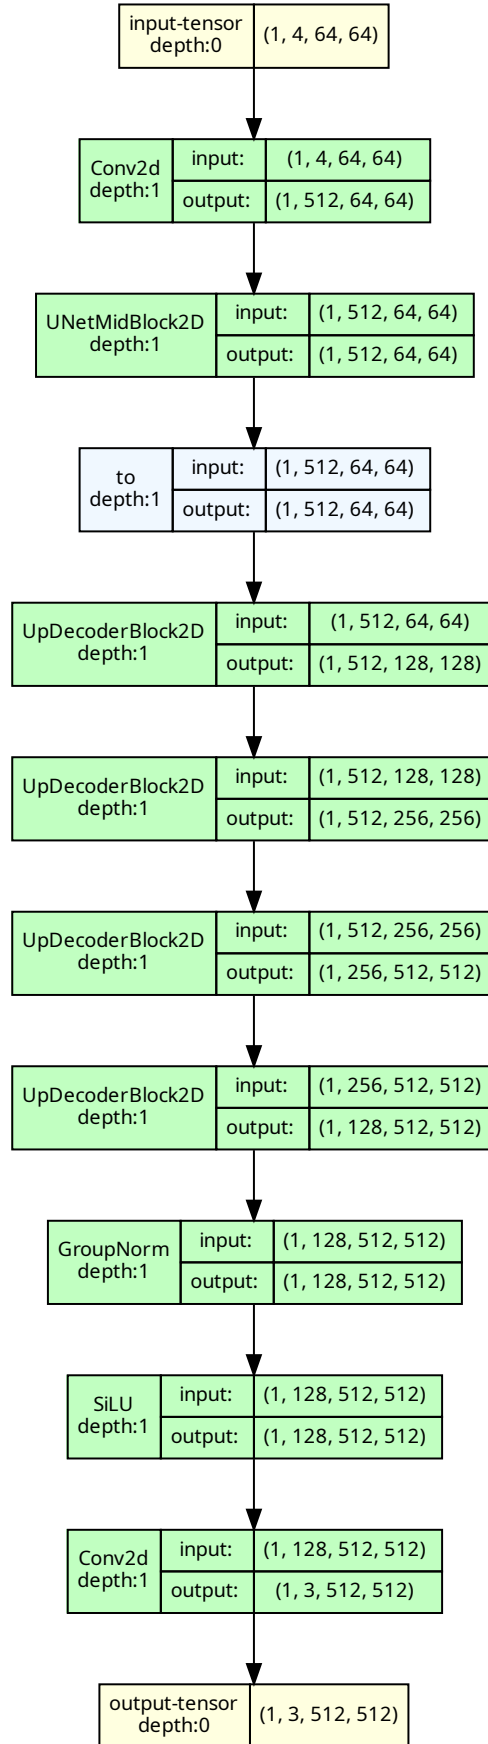 input-tensor
depth:0
(1, 4, 64, 64)
Conv2d
depth:1
input:
(1, 4, 64, 64)
output:
(1, 512, 64, 64)
UNetMidBlock2D
depth:1
input:
(1, 512, 64, 64)
output:
(1, 512, 64, 64)
to
depth:1
input:
(1, 512, 64, 64)
output:
(1, 512, 64, 64)
UpDecoderBlock2D
depth:1
input:
(1, 512, 64, 64)
output:
(1, 512, 128, 128)
UpDecoderBlock2D
depth:1
input:
(1, 512, 128, 128)
output:
(1, 512, 256, 256)
UpDecoderBlock2D
depth:1
input:
(1, 512, 256, 256)
output:
(1, 256, 512, 512)
UpDecoderBlock2D
depth:1
input:
(1, 256, 512, 512)
output:
(1, 128, 512, 512)
GroupNorm
depth:1
input:
(1, 128, 512, 512)
output:
(1, 128, 512, 512)
SiLU
depth:1
input:
(1, 128, 512, 512)
output:
(1, 128, 512, 512)
Conv2d
depth:1
input:
(1, 128, 512, 512)
output:
(1, 3, 512, 512)
output-tensor
depth:0
(1, 3, 512, 512)